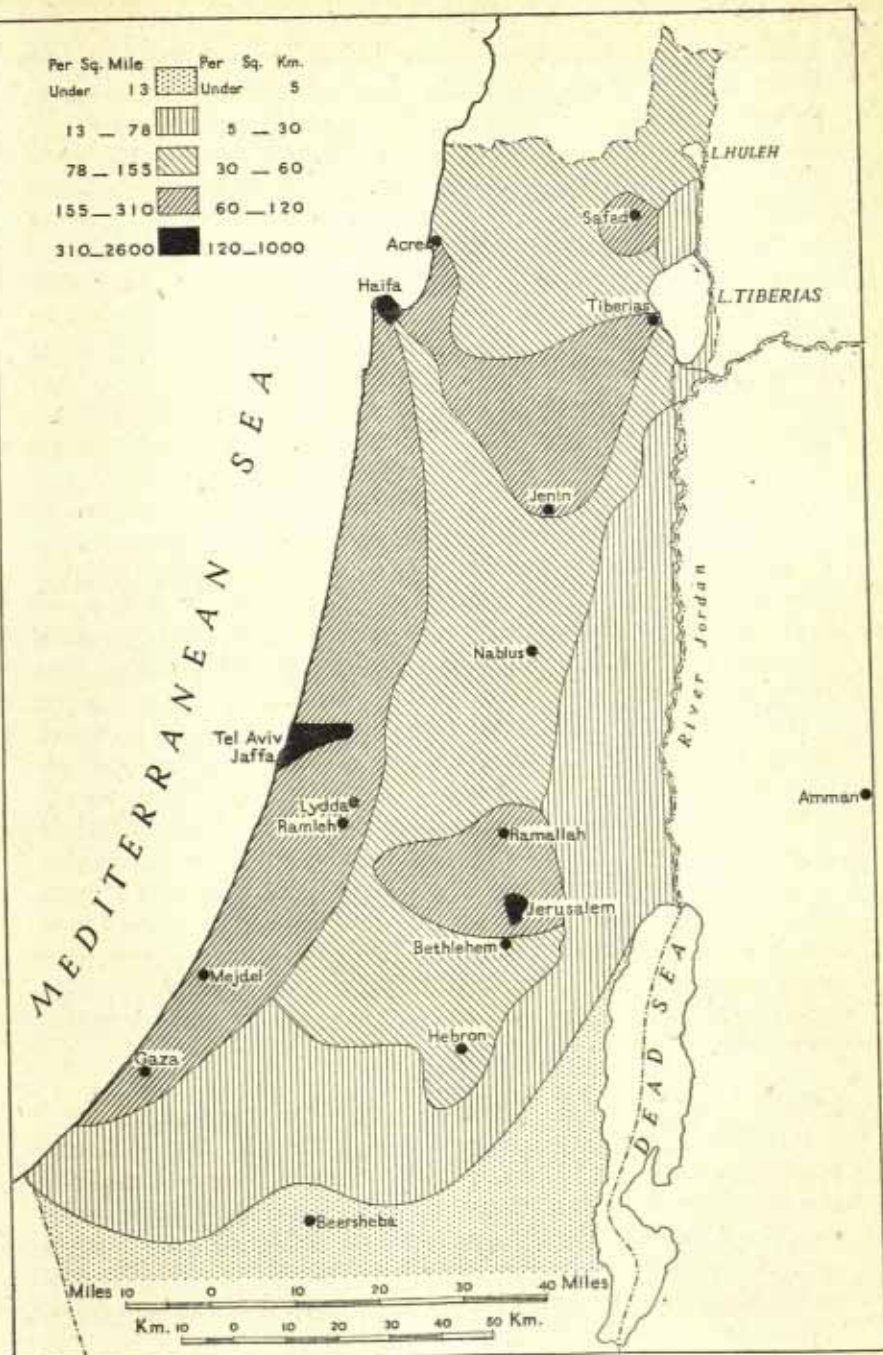 Per Sq. Mile Per Sq. Km.
Under 13 Under 5
13 — 78 5 — 30
78 — 155 30 — 60
155 — 310 60 — 120
310 — 2600 120 — 1000
L. HULEH
Safad
Acre
Haifa
L. TIBERIAS
Tiberias
MEDITERRANEAN SEA
Jenin
River Jordan
Nablus
Tel Aviv
Jaffa
Amman
Lydda
Ramleh
Ramallah
Jerusalem
Bethlehem
Mejdel
Hebron
Gaza
DEAD SEA
Beersheba
Miles 10 0 10 20 30 40 Miles
Km. 10 0 10 20 30 40 50 Km.